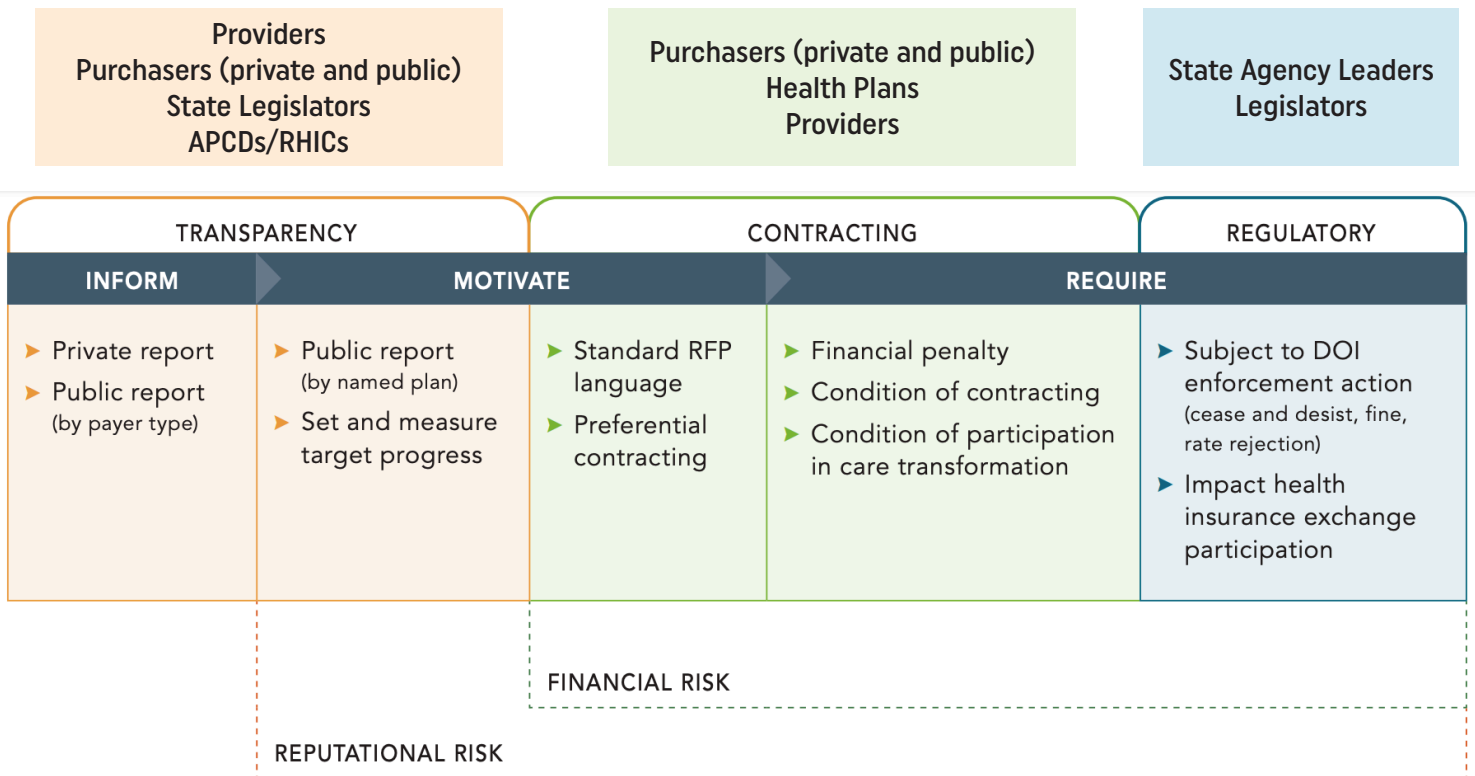 Providers
Purchasers (private and public)
State Legislators
APCDs/RHICs
Purchasers (private and public)
Health Plans
Providers
State Agency Leaders
Legislators
TRANSPARENCY
CONTRACTING
REGULATORY
INFORM
MOTIVATE
REQUIRE
Private report
Public report
(by payer type)
Public report
(by named plan)
Set and measure
target progress
Standard RFP
language
Preferential
contracting
Financial penalty
Condition of contracting
Condition of participation
in care transformation
Subject to DOI
enforcement action
(cease and desist, fine,
rate rejection)
Impact health
insurance exchange
participation
FINANCIAL RISK
REPUTATIONAL RISK